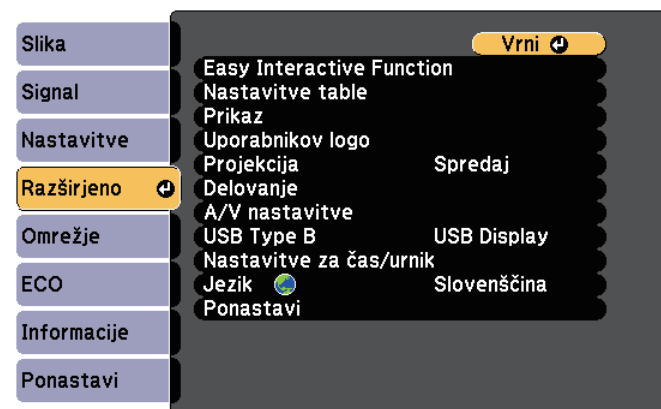 Slika
Signal
Nastavitve
Razširjeno
Omrežje
ECO
Informacije
Ponastavi
Vrni
Easy Interactive Function
Nastavitve table
Prikaz
Uporabnikov logo
Projekcija Spredaj
Delovanje
A/V nastavitve
USB Type B USB Display
Nastavitve za čas/urnik
Jezik Slovenščina
Ponastavi